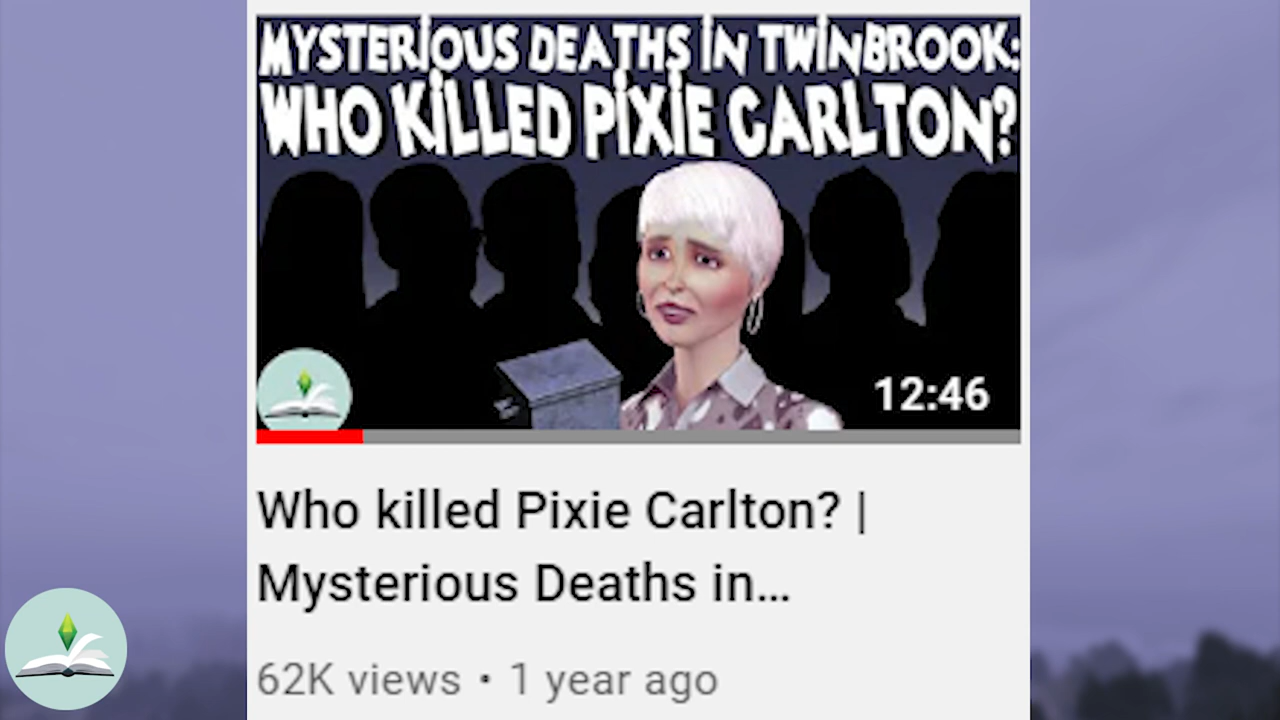 MYSTERIOUS DEATHS IN TWINBROOK:
WHO KILLED PIXIE CARLTON?
12:46
Who killed Pixie Carlton? |
Mysterious Deaths in...
62K views • 1 year ago